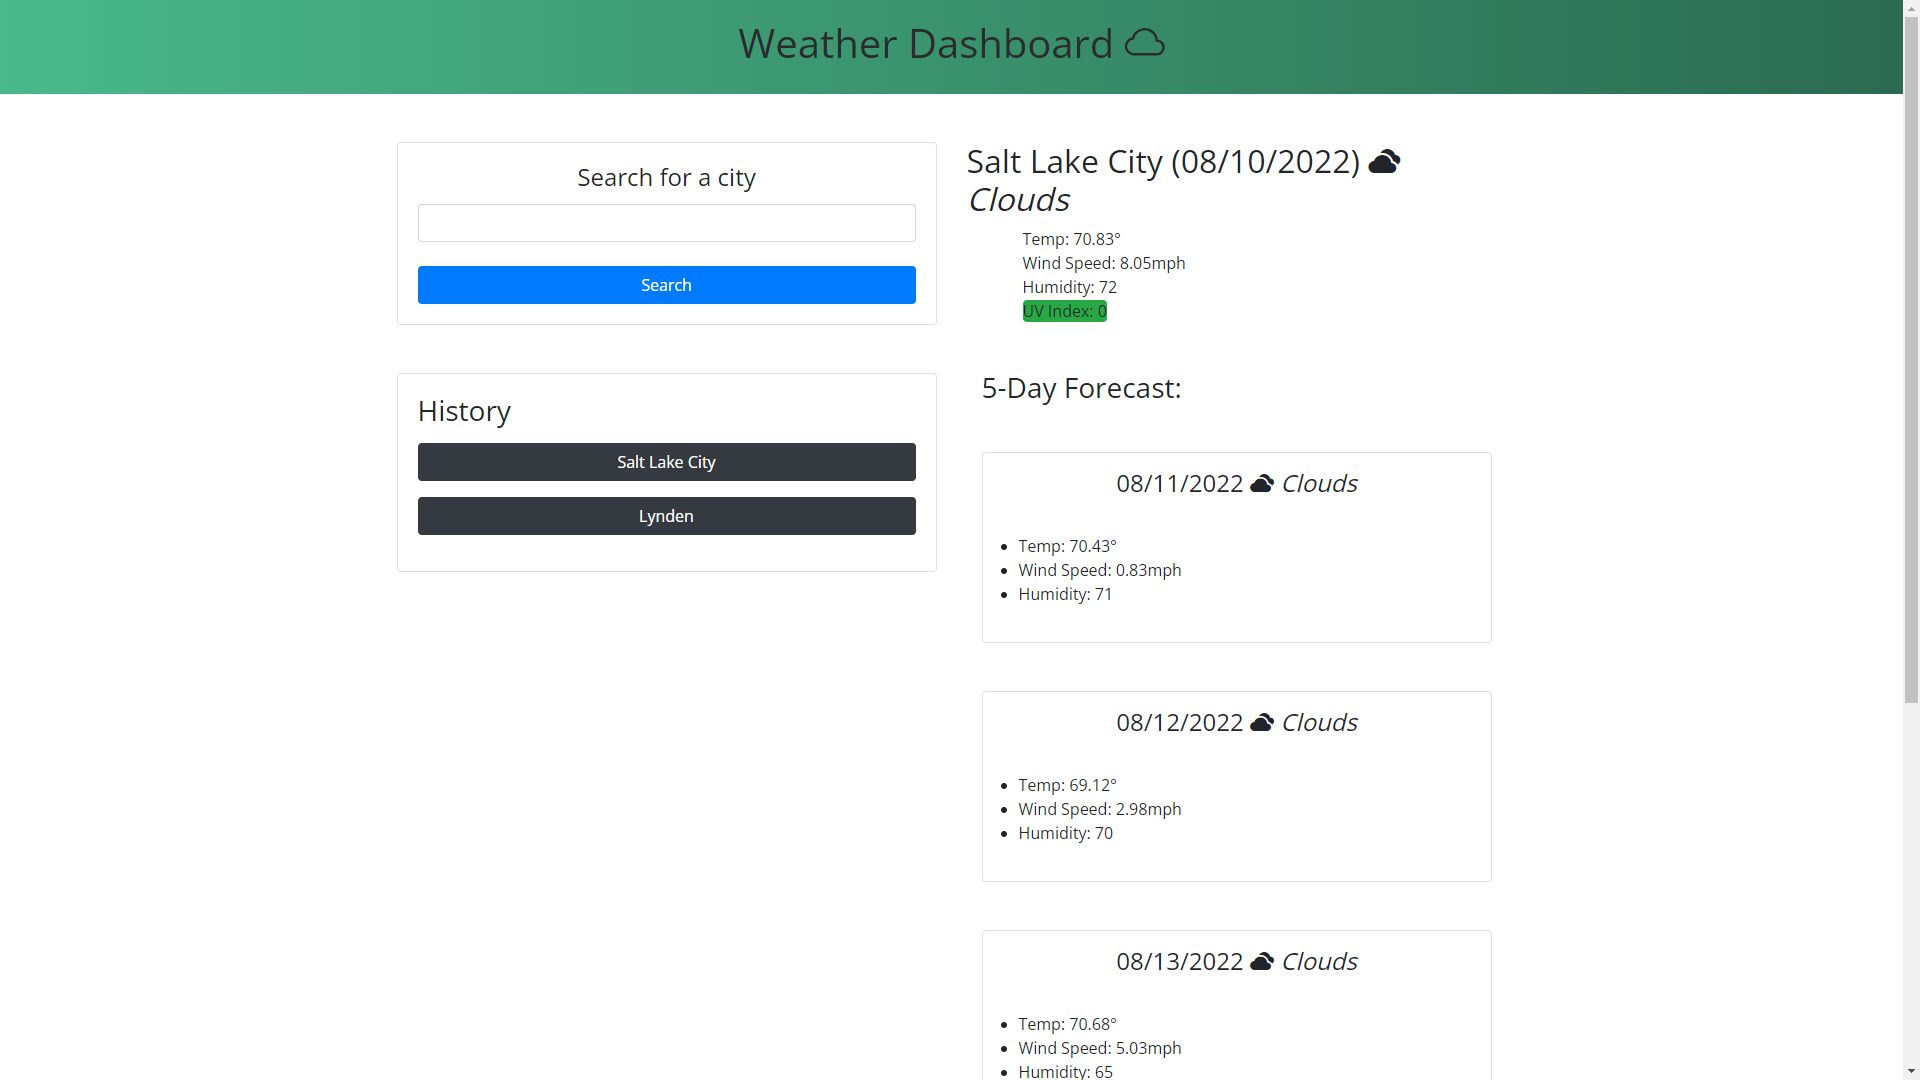 Weather Dashboard
Search for a city
Search
History
Salt Lake City
Lynden
Salt Lake City (08/10/2022)
Clouds
Temp: 70.83°
Wind Speed: 8.05mph
Humidity: 72
UV Index: 0
5-Day Forecast:
08/11/2022 Clouds
Temp: 70.43°
Wind Speed: 0.83mph
Humidity: 71
08/12/2022 Clouds
Temp: 69.12°
Wind Speed: 2.98mph
Humidity: 70
08/13/2022 Clouds
Temp: 70.68°
Wind Speed: 5.03mph
Humidity: 65